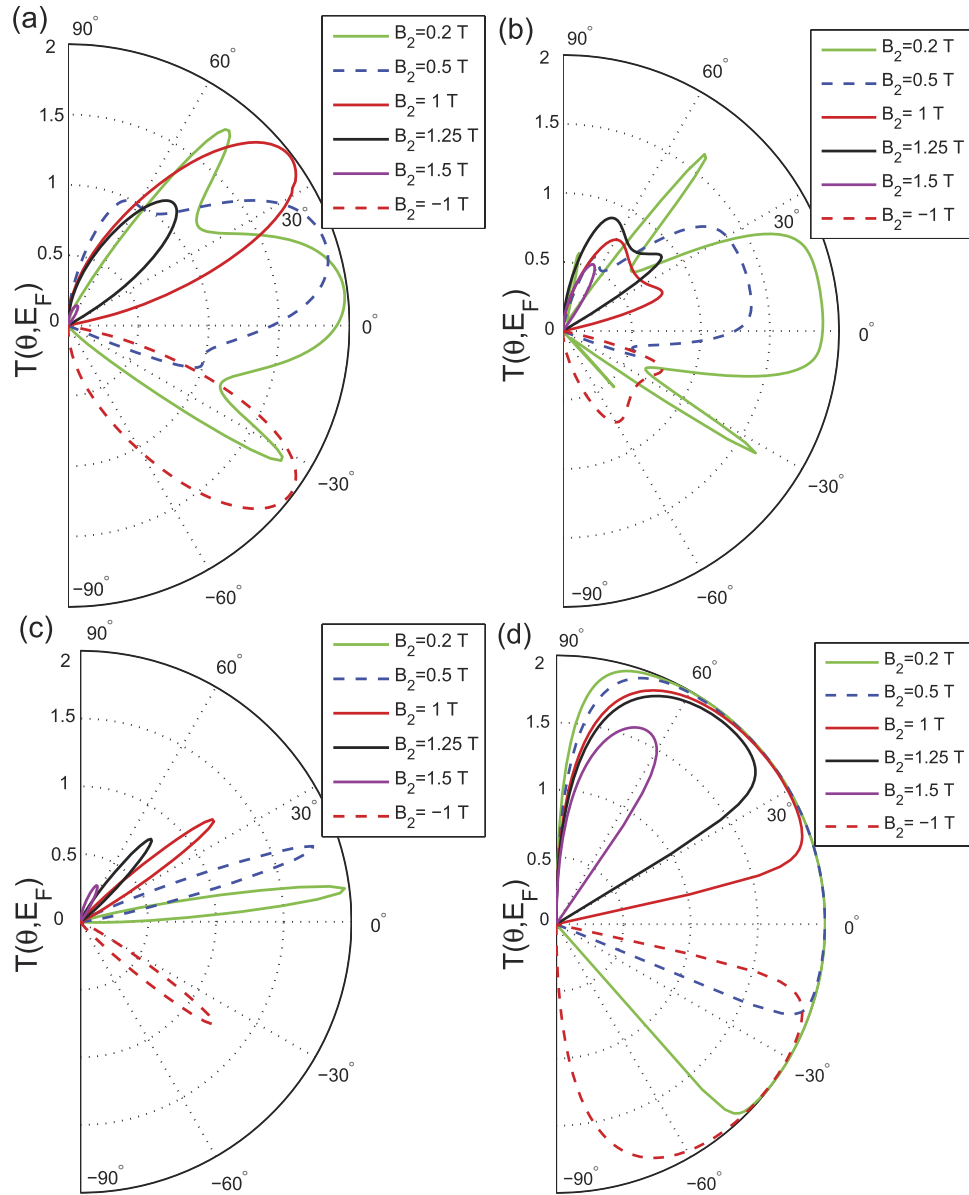 (a)
90°
2
60°
1.5
1
30°
0.5
0
0°
T(θ,E_F)
−30°
−60°
−90°
B_2=0.2 T
B_2=0.5 T
B_2= 1 T
B_2=1.25 T
B_2=1.5 T
B_2= −1 T
(b)
90°
2
60°
1.5
1
30°
0.5
0
0°
T(θ,E_F)
−30°
−60°
−90°
B_2=0.2 T
B_2=0.5 T
B_2= 1 T
B_2=1.25 T
B_2=1.5 T
B_2= −1 T
(c)
90°
2
60°
1.5
1
30°
0.5
0
0°
T(θ,E_F)
−30°
−60°
−90°
B_2=0.2 T
B_2=0.5 T
B_2= 1 T
B_2=1.25 T
B_2=1.5 T
B_2= −1 T
(d)
90°
2
60°
1.5
1
30°
0.5
0
0°
T(θ,E_F)
−30°
−60°
−90°
B_2=0.2 T
B_2=0.5 T
B_2= 1 T
B_2=1.25 T
B_2=1.5 T
B_2= −1 T